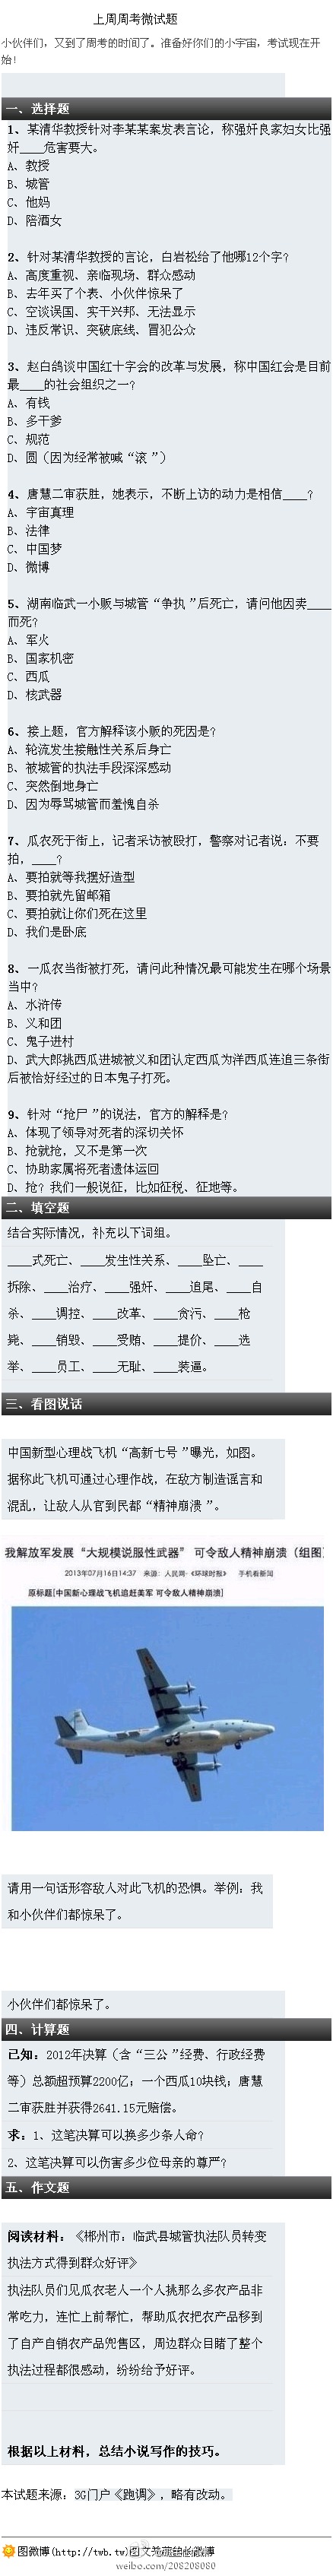 上周周考微试题
小伙伴们，又到了周考的时间了。准备好你们的小宇宙，考试现在开
始！
一、选择题
1、某清华教授针对李某某案发表言论，称强奸良家妇女比强
奸____危害要大。
A、教授
B、城管
C、他妈
D、陪酒女
2、针对某清华教授的言论，白岩松给了他哪12个字？
A、高度重视、亲临现场、群众感动
B、去年买了个表、小伙伴惊呆了
C、空谈误国、实干兴邦、无法显示
D、违反常识、突破底线、冒犯公众
3、赵白鸽谈中国红十字会的改革与发展，称中国红会是目前
最____的社会组织之一？
A、有钱
B、多干爹
C、规范
D、圆（因为经常被喊“滚”）
4、唐慧二审获胜，她表示，不断上访的动力是相信____？
A、宇宙真理
B、法律
C、中国梦
D、微博
5、湖南临武一小贩与城管“争执”后死亡，请问他因卖____
而死？
A、军火
B、国家机密
C、西瓜
D、核武器
6、接上题，官方解释该小贩的死因是？
A、轮流发生接触性关系后身亡
B、被城管的执法手段深深感动
C、突然倒地身亡
D、因为辱骂城管而羞愧自杀
7、瓜农死于街上，记者采访被殴打，警察对记者说：不要
拍，____？
A、要拍就等我摆好造型
B、要拍就先留邮箱
C、要拍就让你们死在这里
D、我们是卧底
8、一瓜农当街被打死，请问此种情况最可能发生在哪个场景
当中？
A、水浒传
B、义和团
C、鬼子进村
D、武大郎挑西瓜进城被义和团认定西瓜为洋西瓜连追三条街
后被恰好经过的日本鬼子打死。
9、针对“抢尸”的说法，官方的解释是？
A、体现了领导对死者的深切关怀
B、抢就抢，又不是第一次
C、协助家属将死者遗体运回
D、抢？我们一般说征，比如征税、征地等。
二、填空题
结合实际情况，补充以下词组。
____式死亡、____发生性关系、____坠亡、____
拆除、____治疗、____强奸、____追尾、____自
杀、____调控、____改革、____贪污、____枪
毙、____销毁、____受贿、____提价、____选
举、____员工、____无耻、____装逼。
三、看图说话
中国新型心理战飞机“高新七号”曝光，如图。
据称此飞机可通过心理作战，在敌方制造谣言和
混乱，让敌人从官到民都“精神崩溃”。
我解放军发展“大规模说服性武器” 可令敌人精神崩溃（组图）
2013年07月16日14:37 来源：人民网-《环球时报》 手机看新闻
原标题[中国新心理战飞机追赶美军 可令敌人精神崩溃]
请用一句话形容敌人对此飞机的恐惧。举例：我
和小伙伴们都惊呆了。
小伙伴们都惊呆了。
四、计算题
已知：2012年决算（含“三公”经费、行政经费
等）总额超预算2200亿；一个西瓜10块钱；唐慧
二审获胜并获得2641.15元赔偿。
求：1、这笔决算可以换多少条人命？
2、这笔决算可以伤害多少位母亲的尊严？
五、作文题
阅读材料：《郴州市：临武县城管执法队员转变
执法方式得到群众好评》
执法队员们见瓜农老人一个人挑那么多农产品非
常吃力，连忙上前帮忙，帮助瓜农把农产品移到
了自产自销农产品兜售区，周边群众目睹了整个
执法过程都很感动，纷纷给予好评。
根据以上材料，总结小说写作的技巧。
本试题来源：3G门户《跑调》，略有改动。
图微博(http://twb.tw)图文并茂的长微博
weibo.com/208208080